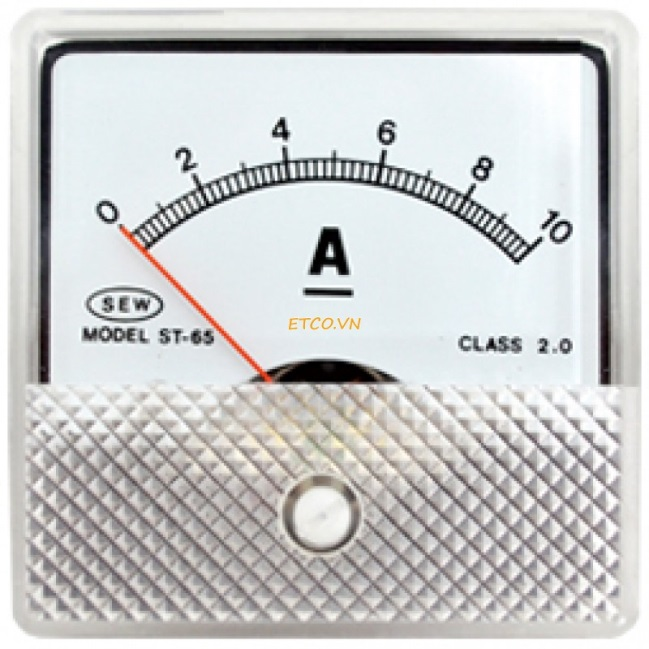 0 2 4 6 8 10
A
SEW
ETCO.VN
MODEL ST-65
CLASS 2.0